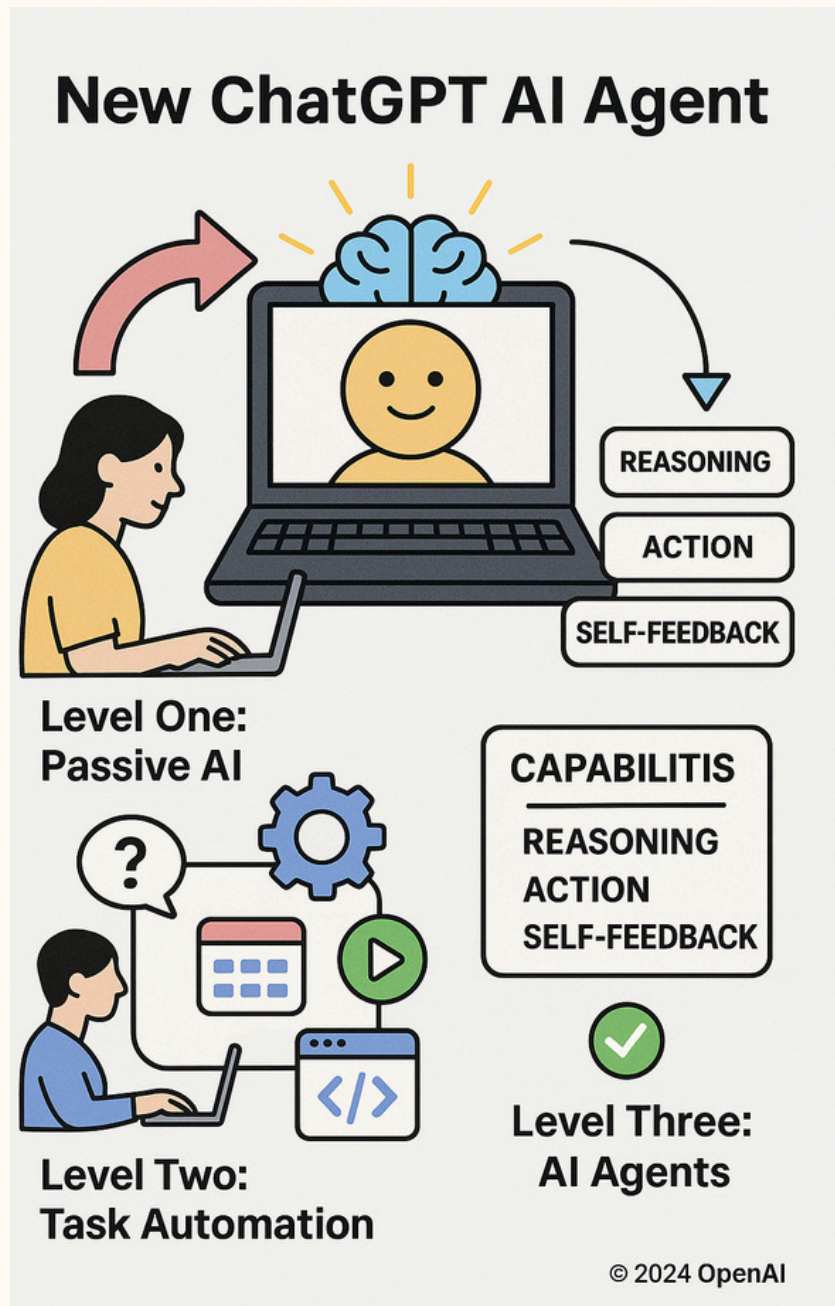 New ChatGPT AI Agent
REASONING
ACTION
SELF-FEEDBACK
Level One:
Passive AI
CAPABILITIS
REASONING
ACTION
SELF-FEEDBACK
?
</>
Level Two:
Task Automation
Level Three:
AI Agents
© 2024 OpenAI